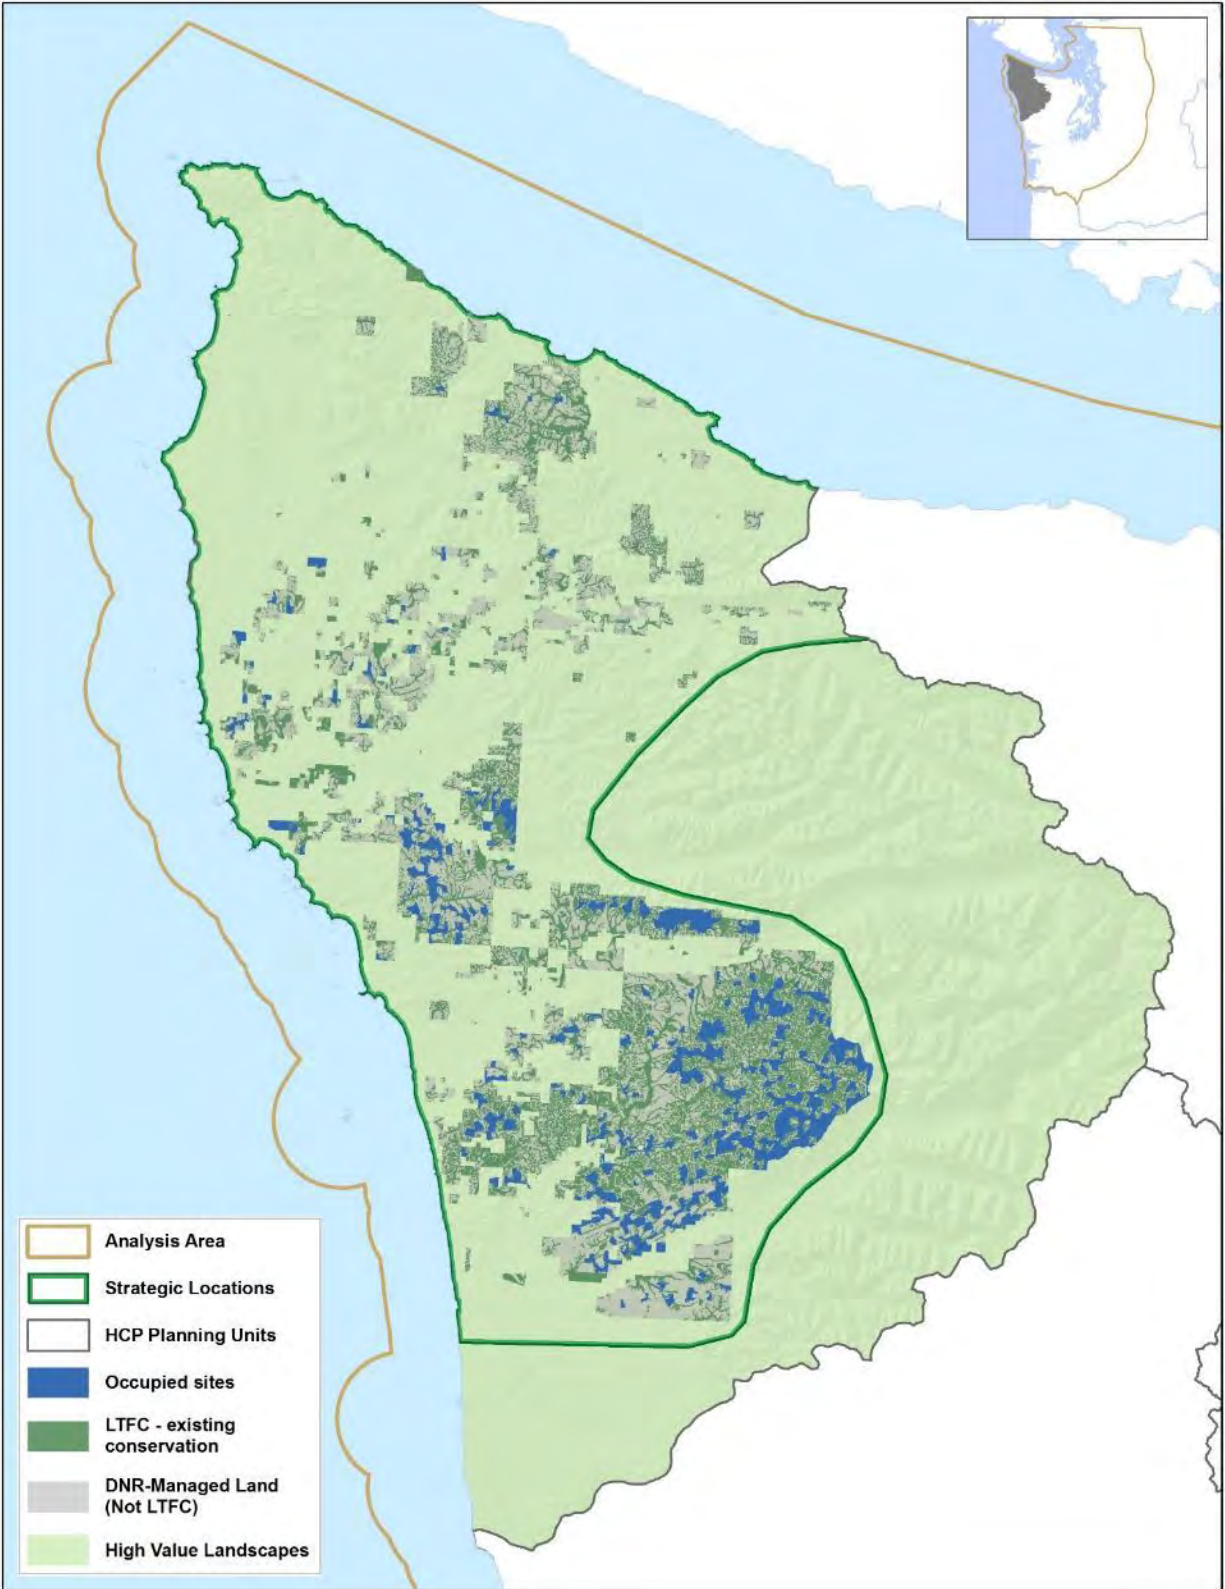 Analysis Area
Strategic Locations
HCP Planning Units
Occupied sites
LTFC - existing
conservation
DNR-Managed Land
(Not LTFC)
High Value Landscapes